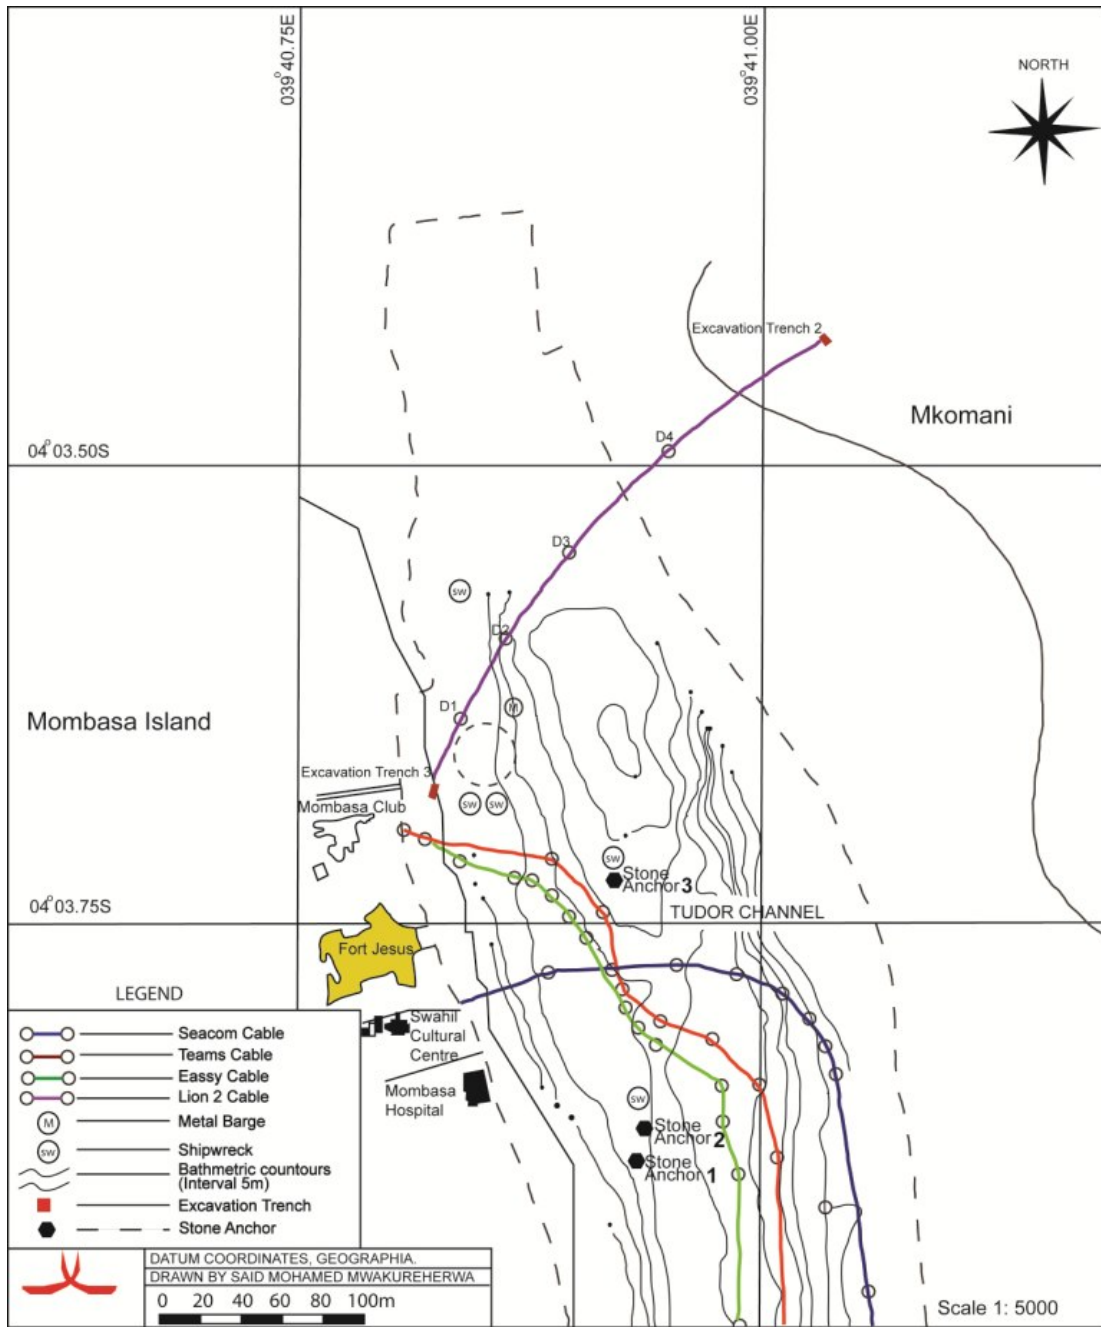 039°40.75E
039°41.00E
NORTH
Excavation Trench 2
Mkomani
04°03.50S
D4
D3
SW
D2
Mombasa Island
D1
M
Excavation Trench 3
Mombasa Club
SW
SW
SW
Stone
Anchor 3
04°03.75S
TUDOR CHANNEL
Fort Jesus
Swahil
Cultural
Centre
Mombasa
Hospital
SW
Stone
Anchor 2
Stone
Anchor 1
LEGEND
Seacom Cable
Teams Cable
Eassy Cable
Lion 2 Cable
M Metal Barge
SW Shipwreck
Bathmetric countours
(Interval 5m)
Excavation Trench
Stone Anchor
DATUM COORDINATES, GEOGRAPHIA.
DRAWN BY SAID MOHAMED MWAKUREHERWA
0 20 40 60 80 100m
Scale 1: 5000